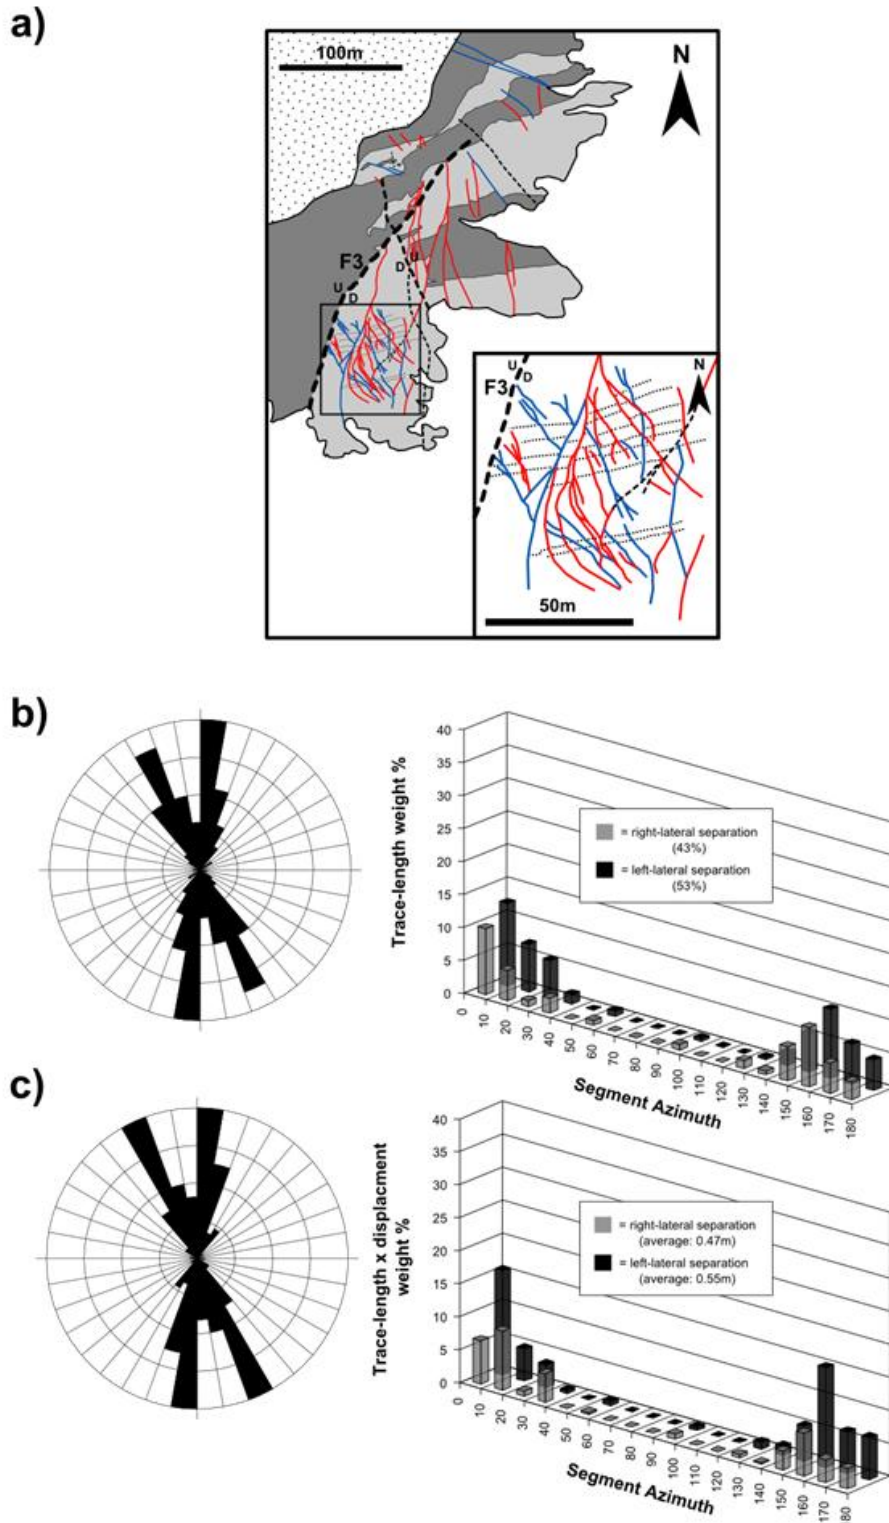 a)
100m
N
F3
U
D
D
U
F3
U
D
N
50m
b)
Trace-length weight %
40
35
30
25
20
15
10
5
0
= right-lateral separation
(43%)
= left-lateral separation
(53%)
0
10
20
30
40
50
60
70
80
90
100
110
120
130
140
150
160
170
180
Segment Azimuth
c)
Trace-length x displacment
weight %
40
35
30
25
20
15
10
5
0
= right-lateral separation
(average: 0.47m)
= left-lateral separation
(average: 0.55m)
0
10
20
30
40
50
60
70
80
90
100
110
120
130
140
150
160
170
180
Segment Azimuth